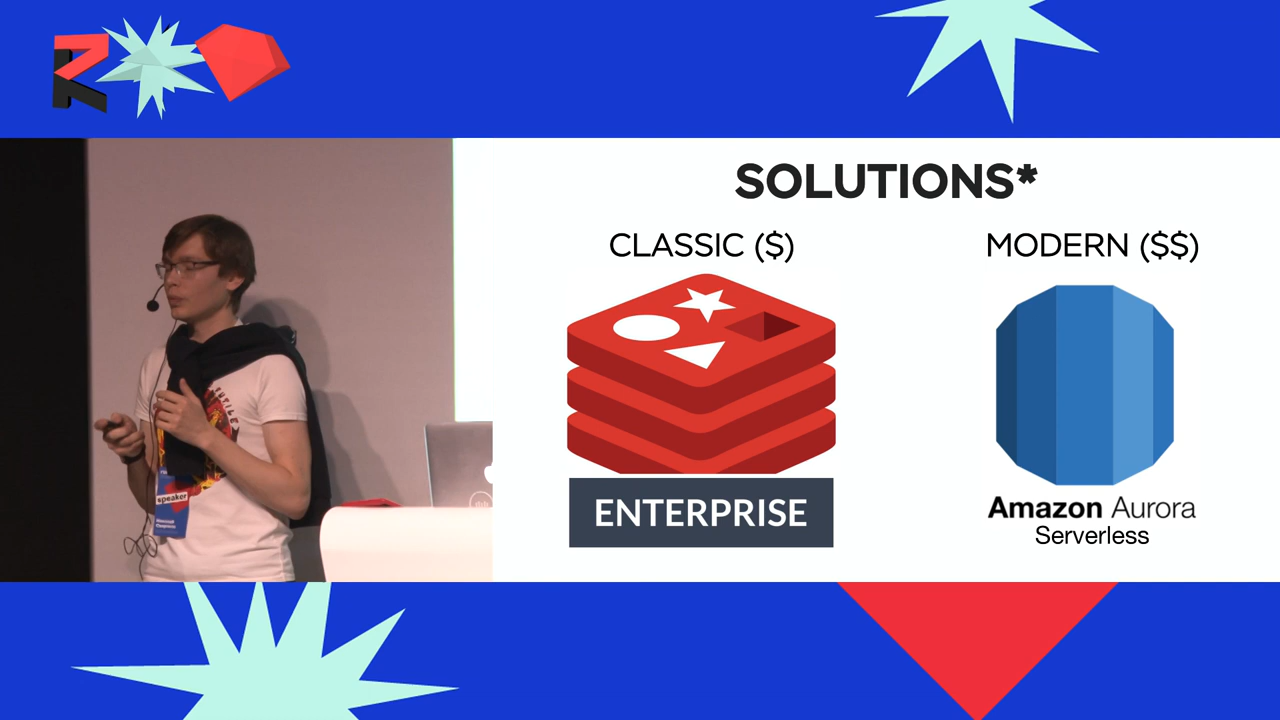 SOLUTIONS*
CLASSIC ($)
MODERN ($$)
ENTERPRISE
Amazon Aurora
Serverless
speaker